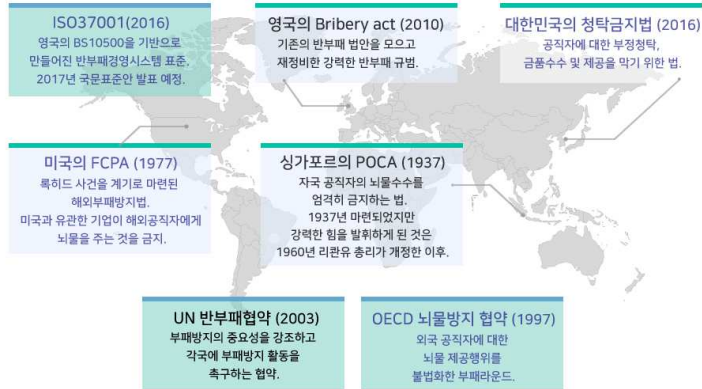 ISO37001(2016)
영국의 BS10500을 기반으로
만들어진 반부패경영시스템 표준.
2017년 국문표준안 발표 예정.
영국의 Bribery act (2010)
기존의 반부패 법안을 모으고
재정비한 강력한 반부패 규범.
대한민국의 청탁금지법 (2016)
공직자에 대한 부정청탁,
금품수수 및 제공을 막기 위한 법.
미국의 FCPA (1977)
록히드 사건을 계기로 마련된
해외부패방지법.
미국과 유관한 기업이 해외공직자에게
뇌물을 주는 것을 금지.
싱가포르의 POCA (1937)
자국 공직자의 뇌물수수를
엄격히 금지하는 법.
1937년 마련되었지만
강력한 힘을 발휘하게 된 것은
1960년 리콴유 총리가 개정한 이후.
UN 반부패협약 (2003)
부패방지의 중요성을 강조하고
각국에 부패방지 활동을
촉구하는 협약.
OECD 뇌물방지 협약 (1997)
외국 공직자에 대한
뇌물 제공행위를
불법화한 부패라운드.